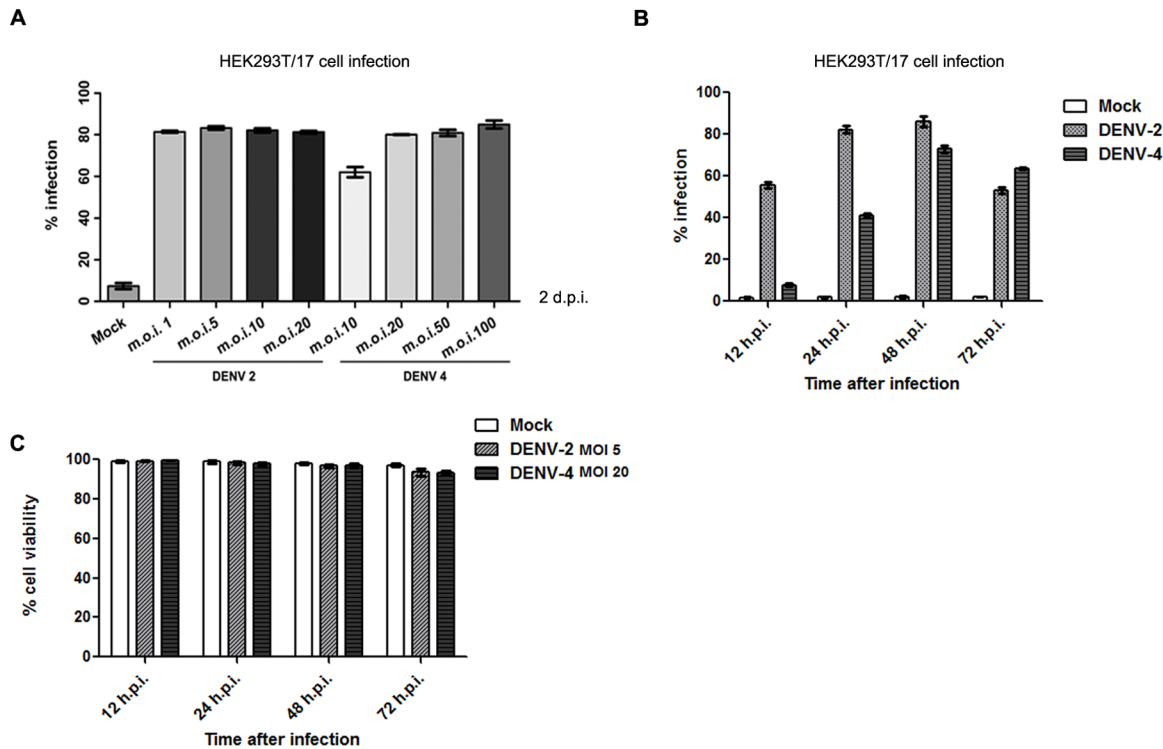 A
HEK293T/17 cell infection
% infection
100
80
60
40
20
0
Mock
m.o.i. 1
m.o.i.5
m.o.i.10
m.o.i.20
m.o.i.10
m.o.i.20
m.o.i.50
m.o.i.100
2 d.p.i.
DENV 2
DENV 4
B
HEK293T/17 cell infection
% infection
100
80
60
40
20
0
12 h.p.i.
24 h.p.i.
48 h.p.i.
72 h.p.i.
Time after infection
Mock
DENV-2
DENV-4
C
Mock
DENV-2 MOI 5
DENV-4 MOI 20
% cell viability
100
80
60
40
20
0
12 h.p.i.
24 h.p.i.
48 h.p.i.
72 h.p.i.
Time after infection